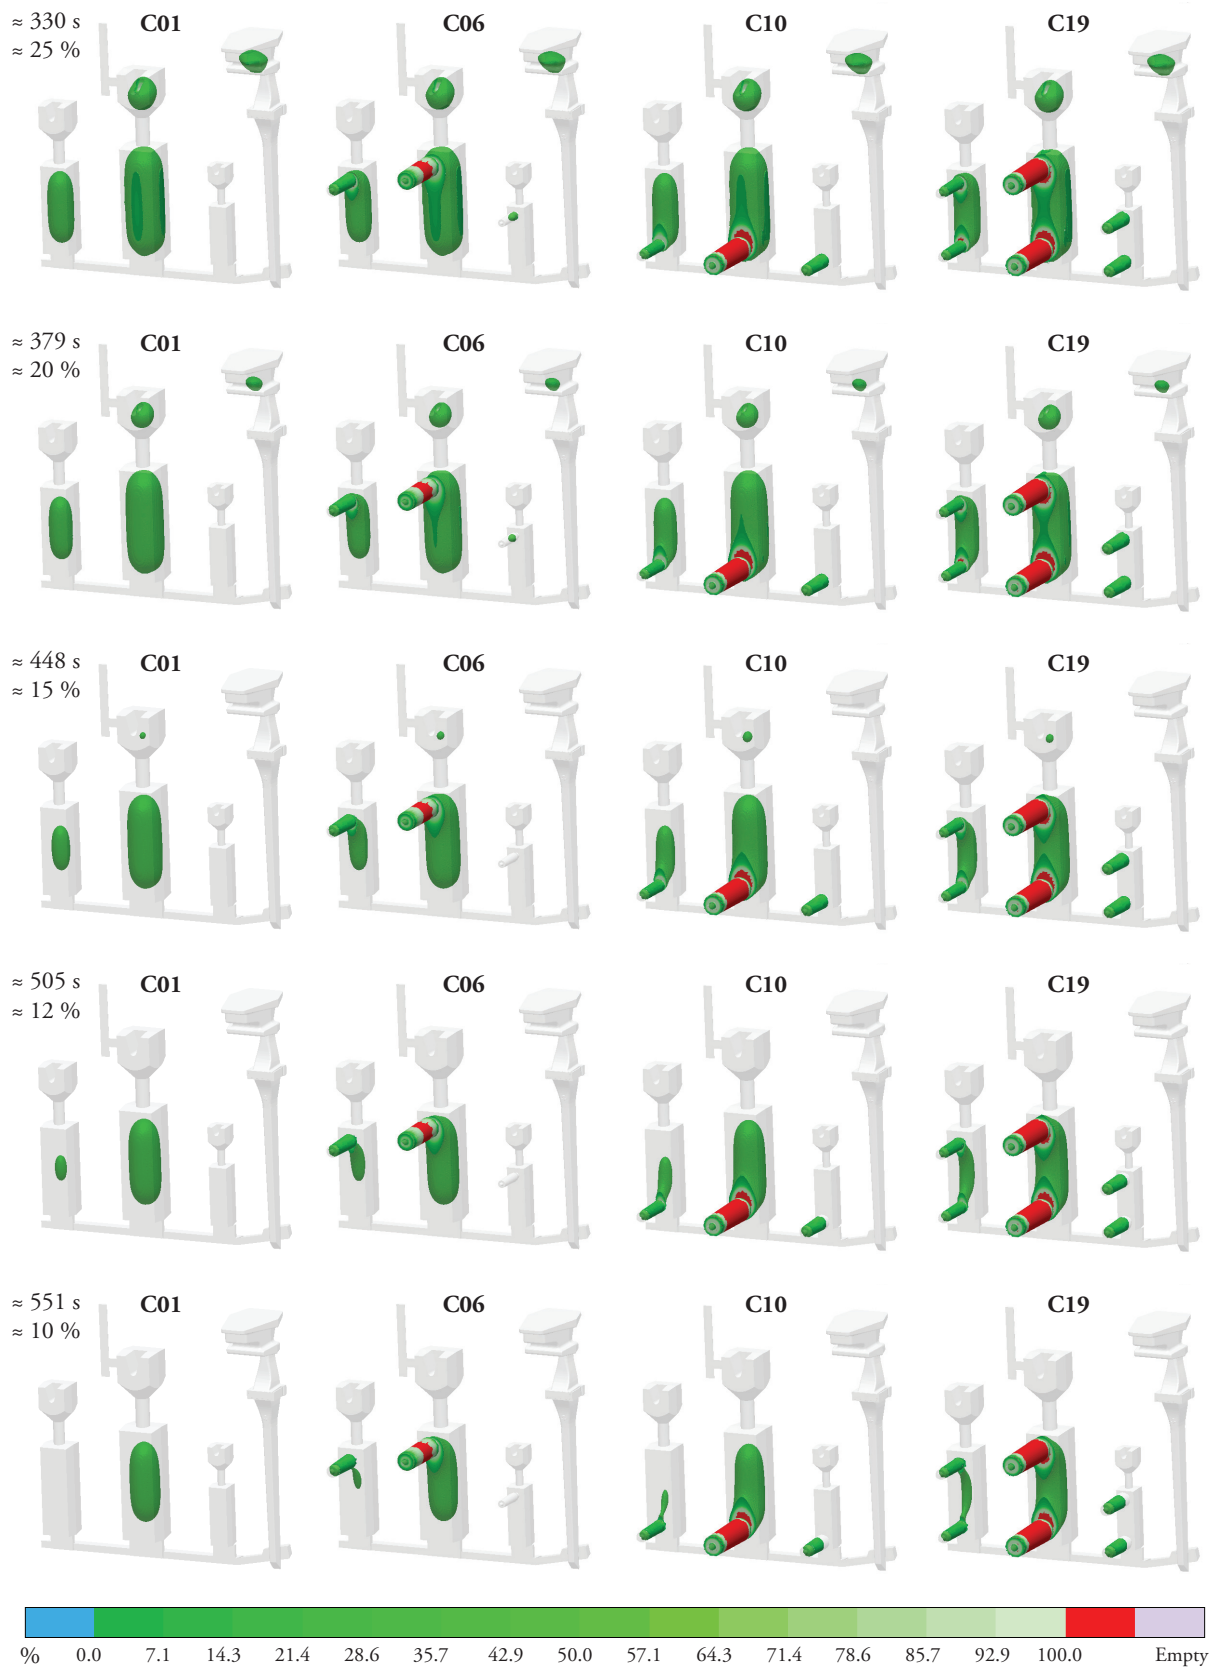 ≈ 330 s C01 C06 C10 C19
≈ 25 %
≈ 379 s C01 C06 C10 C19
≈ 20 %
≈ 448 s C01 C06 C10 C19
≈ 15 %
≈ 505 s C01 C06 C10 C19
≈ 12 %
≈ 551 s C01 C06 C10 C19
≈ 10 %
% 0.0 7.1 14.3 21.4 28.6 35.7 42.9 50.0 57.1 64.3 71.4 78.6 85.7 92.9 100.0 Empty